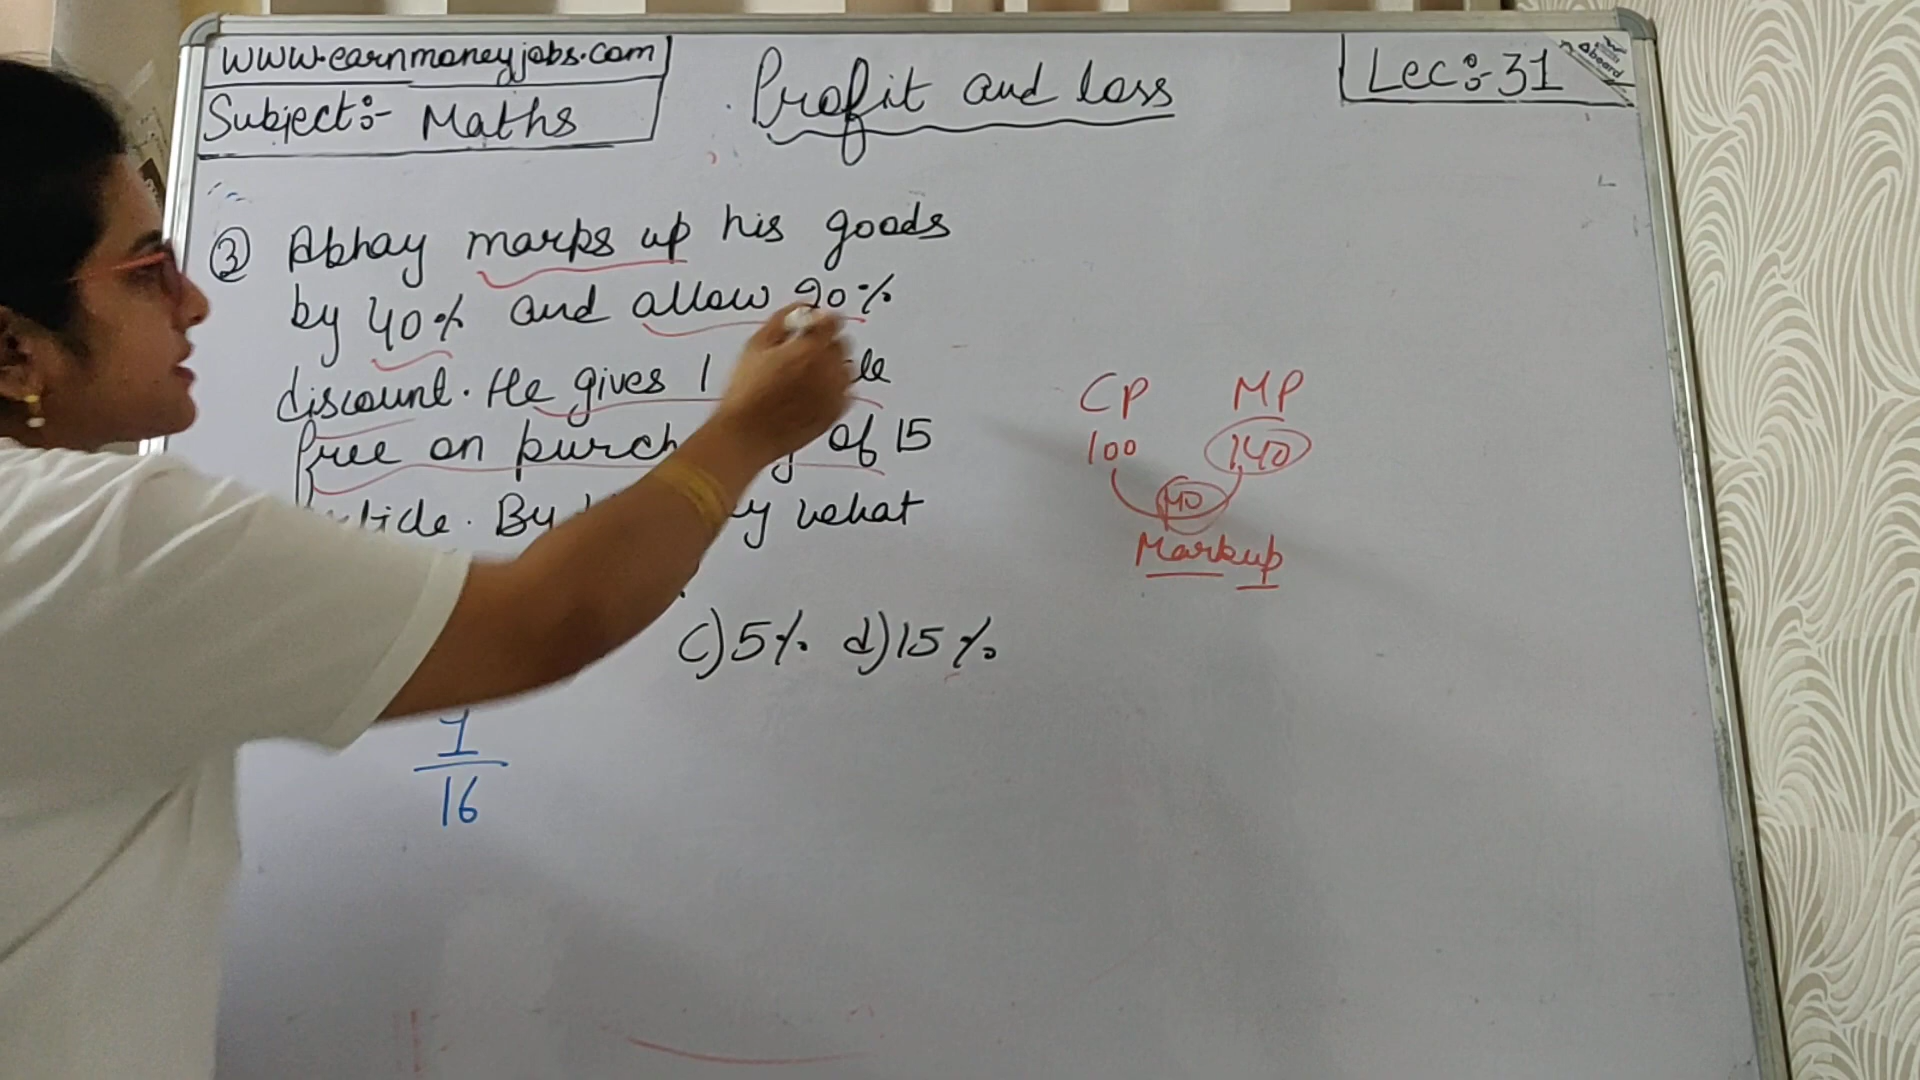 www.earnmoneyjobs.com
Subject:- Maths
Profit and loss
Lec:-31
aboard
③ Abhay marks up his goods
by 40% and allow 20%
discount. He gives 1
free on of 15
By what
c) 5% d) 15%
1
16
CP MP
100 140
40
Markup